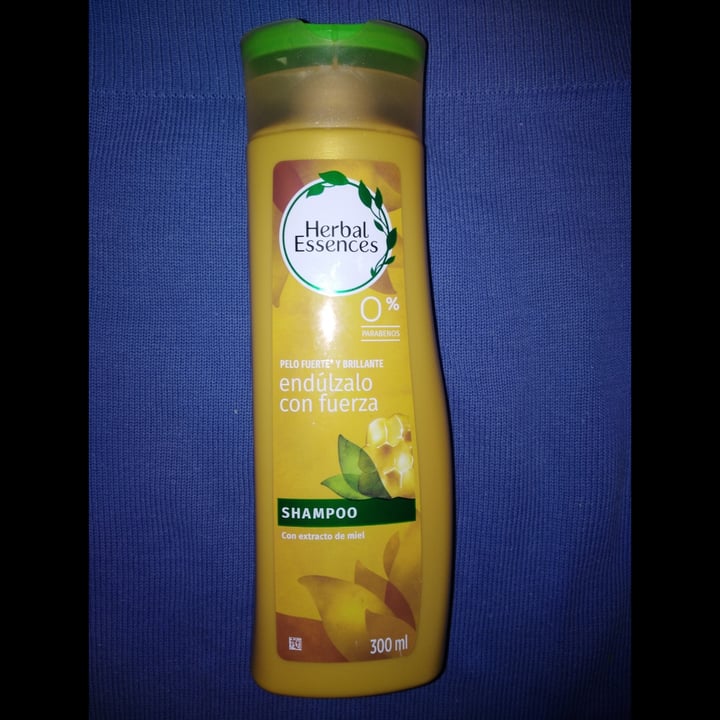 Herbal
Essences
0%
PARABENOS
PELO FUERTE* Y BRILLANTE
endúlzalo
con fuerza
SHAMPOO
Con extracto de miel
300 ml